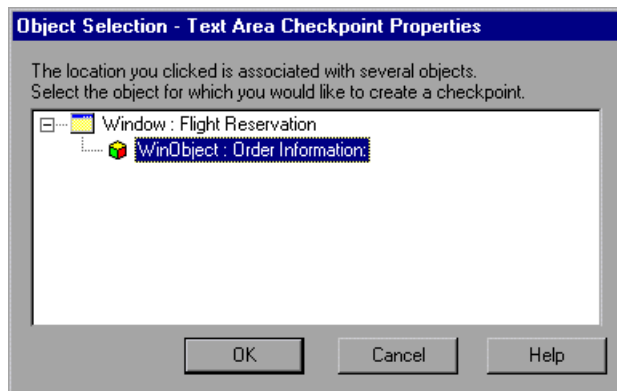 Object Selection - Text Area Checkpoint Properties
The location you clicked is associated with several objects.
Select the object for which you would like to create a checkpoint.
Window : Flight Reservation
WinObject : Order Information:
OK Cancel Help